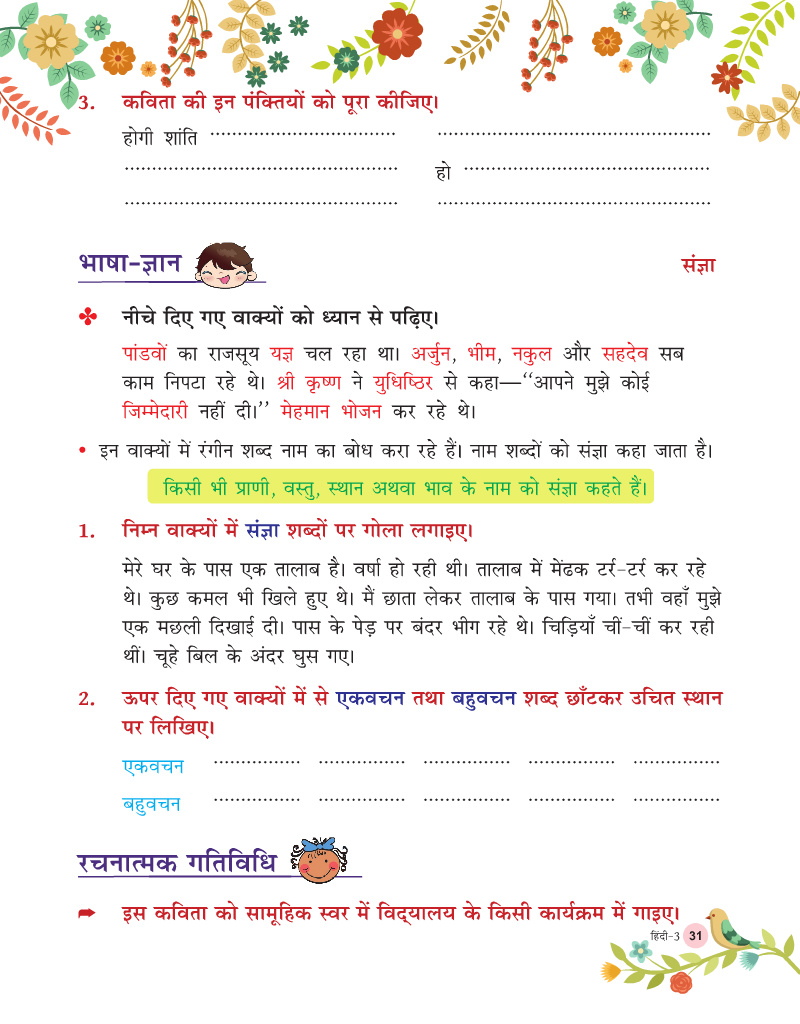 3. कविता की इन पंक्तियों को पूरा कीजिए।
होगी शांति ................................... ....................................................
.................................................... हो ..............................................
.................................................... ....................................................
भाषा-ज्ञान संज्ञा
✤ नीचे दिए गए वाक्यों को ध्यान से पढ़िए।
पांडवों का राजसूय यज्ञ चल रहा था। अर्जुन, भीम, नकुल और सहदेव सब
काम निपटा रहे थे। श्री कृष्ण ने युधिष्ठिर से कहा—“आपने मुझे कोई
जिम्मेदारी नहीं दी।” मेहमान भोजन कर रहे थे।
• इन वाक्यों में रंगीन शब्द नाम का बोध करा रहे हैं। नाम शब्दों को संज्ञा कहा जाता है।
किसी भी प्राणी, वस्तु, स्थान अथवा भाव के नाम को संज्ञा कहते हैं।
1. निम्न वाक्यों में संज्ञा शब्दों पर गोला लगाइए।
मेरे घर के पास एक तालाब है। वर्षा हो रही थी। तालाब में मेंढक टर्र-टर्र कर रहे
थे। कुछ कमल भी खिले हुए थे। मैं छाता लेकर तालाब के पास गया। तभी वहाँ मुझे
एक मछली दिखाई दी। पास के पेड़ पर बंदर भीग रहे थे। चिड़ियाँ चीं-चीं कर रही
थीं। चूहे बिल के अंदर घुस गए।
2. ऊपर दिए गए वाक्यों में से एकवचन तथा बहुवचन शब्द छाँटकर उचित स्थान
पर लिखिए।
एकवचन ................. ................. ................. ................. .................
बहुवचन ................. ................. ................. ................. .................
रचनात्मक गतिविधि
➦ इस कविता को सामूहिक स्वर में विद्‌यालय के किसी कार्यक्रम में गाइए।
हिंदी-3 31